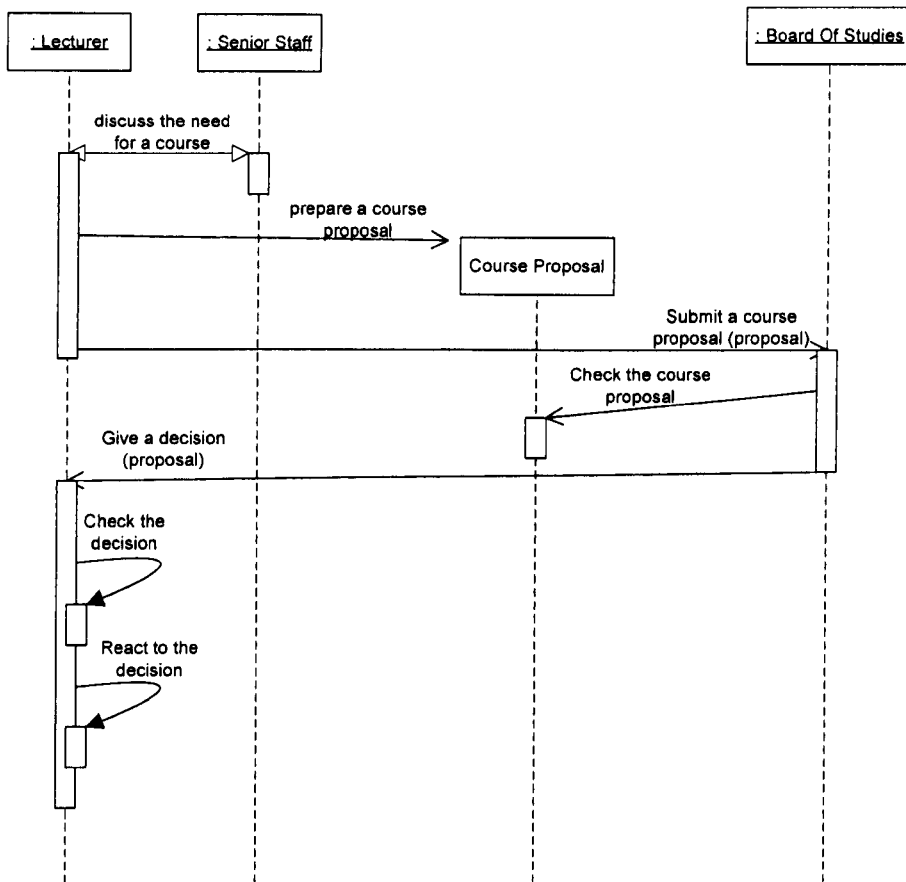 : Lecturer
: Senior Staff
: Board Of Studies
discuss the need
for a course
prepare a course
proposal
Course Proposal
Submit a course
proposal (proposal)
Check the course
proposal
Give a decision
(proposal)
Check the
decision
React to the
decision